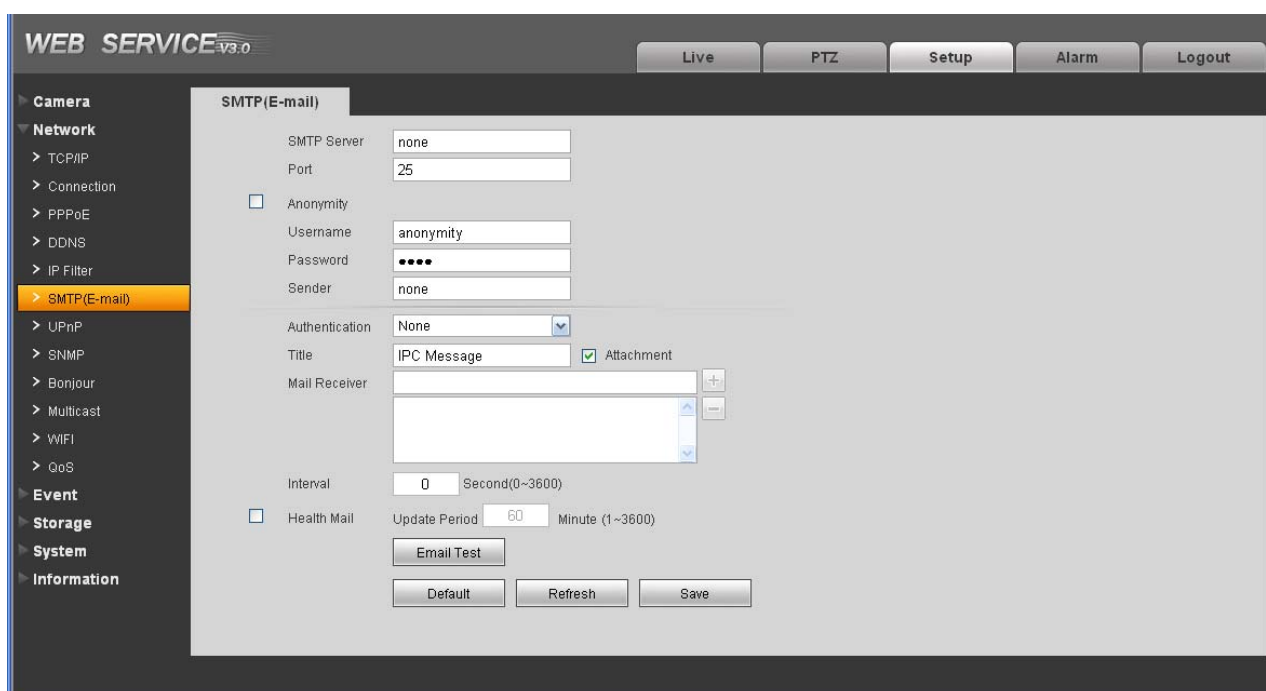 WEB SERVICE V3.0
Live PTZ Setup Alarm Logout
Camera
Network
> TCP/IP
> Connection
> PPPoE
> DDNS
> IP Filter
> SMTP(E-mail)
> UPnP
> SNMP
> Bonjour
> Multicast
> WIFI
> QoS
Event
Storage
System
Information
SMTP(E-mail)
SMTP Server none
Port 25
Anonymity
Username anonymity
Password ••••
Sender none
Authentication None
Title IPC Message Attachment
Mail Receiver
+
−
Interval 0 Second(0~3600)
Health Mail Update Period 60 Minute (1~3600)
Email Test
Default Refresh Save